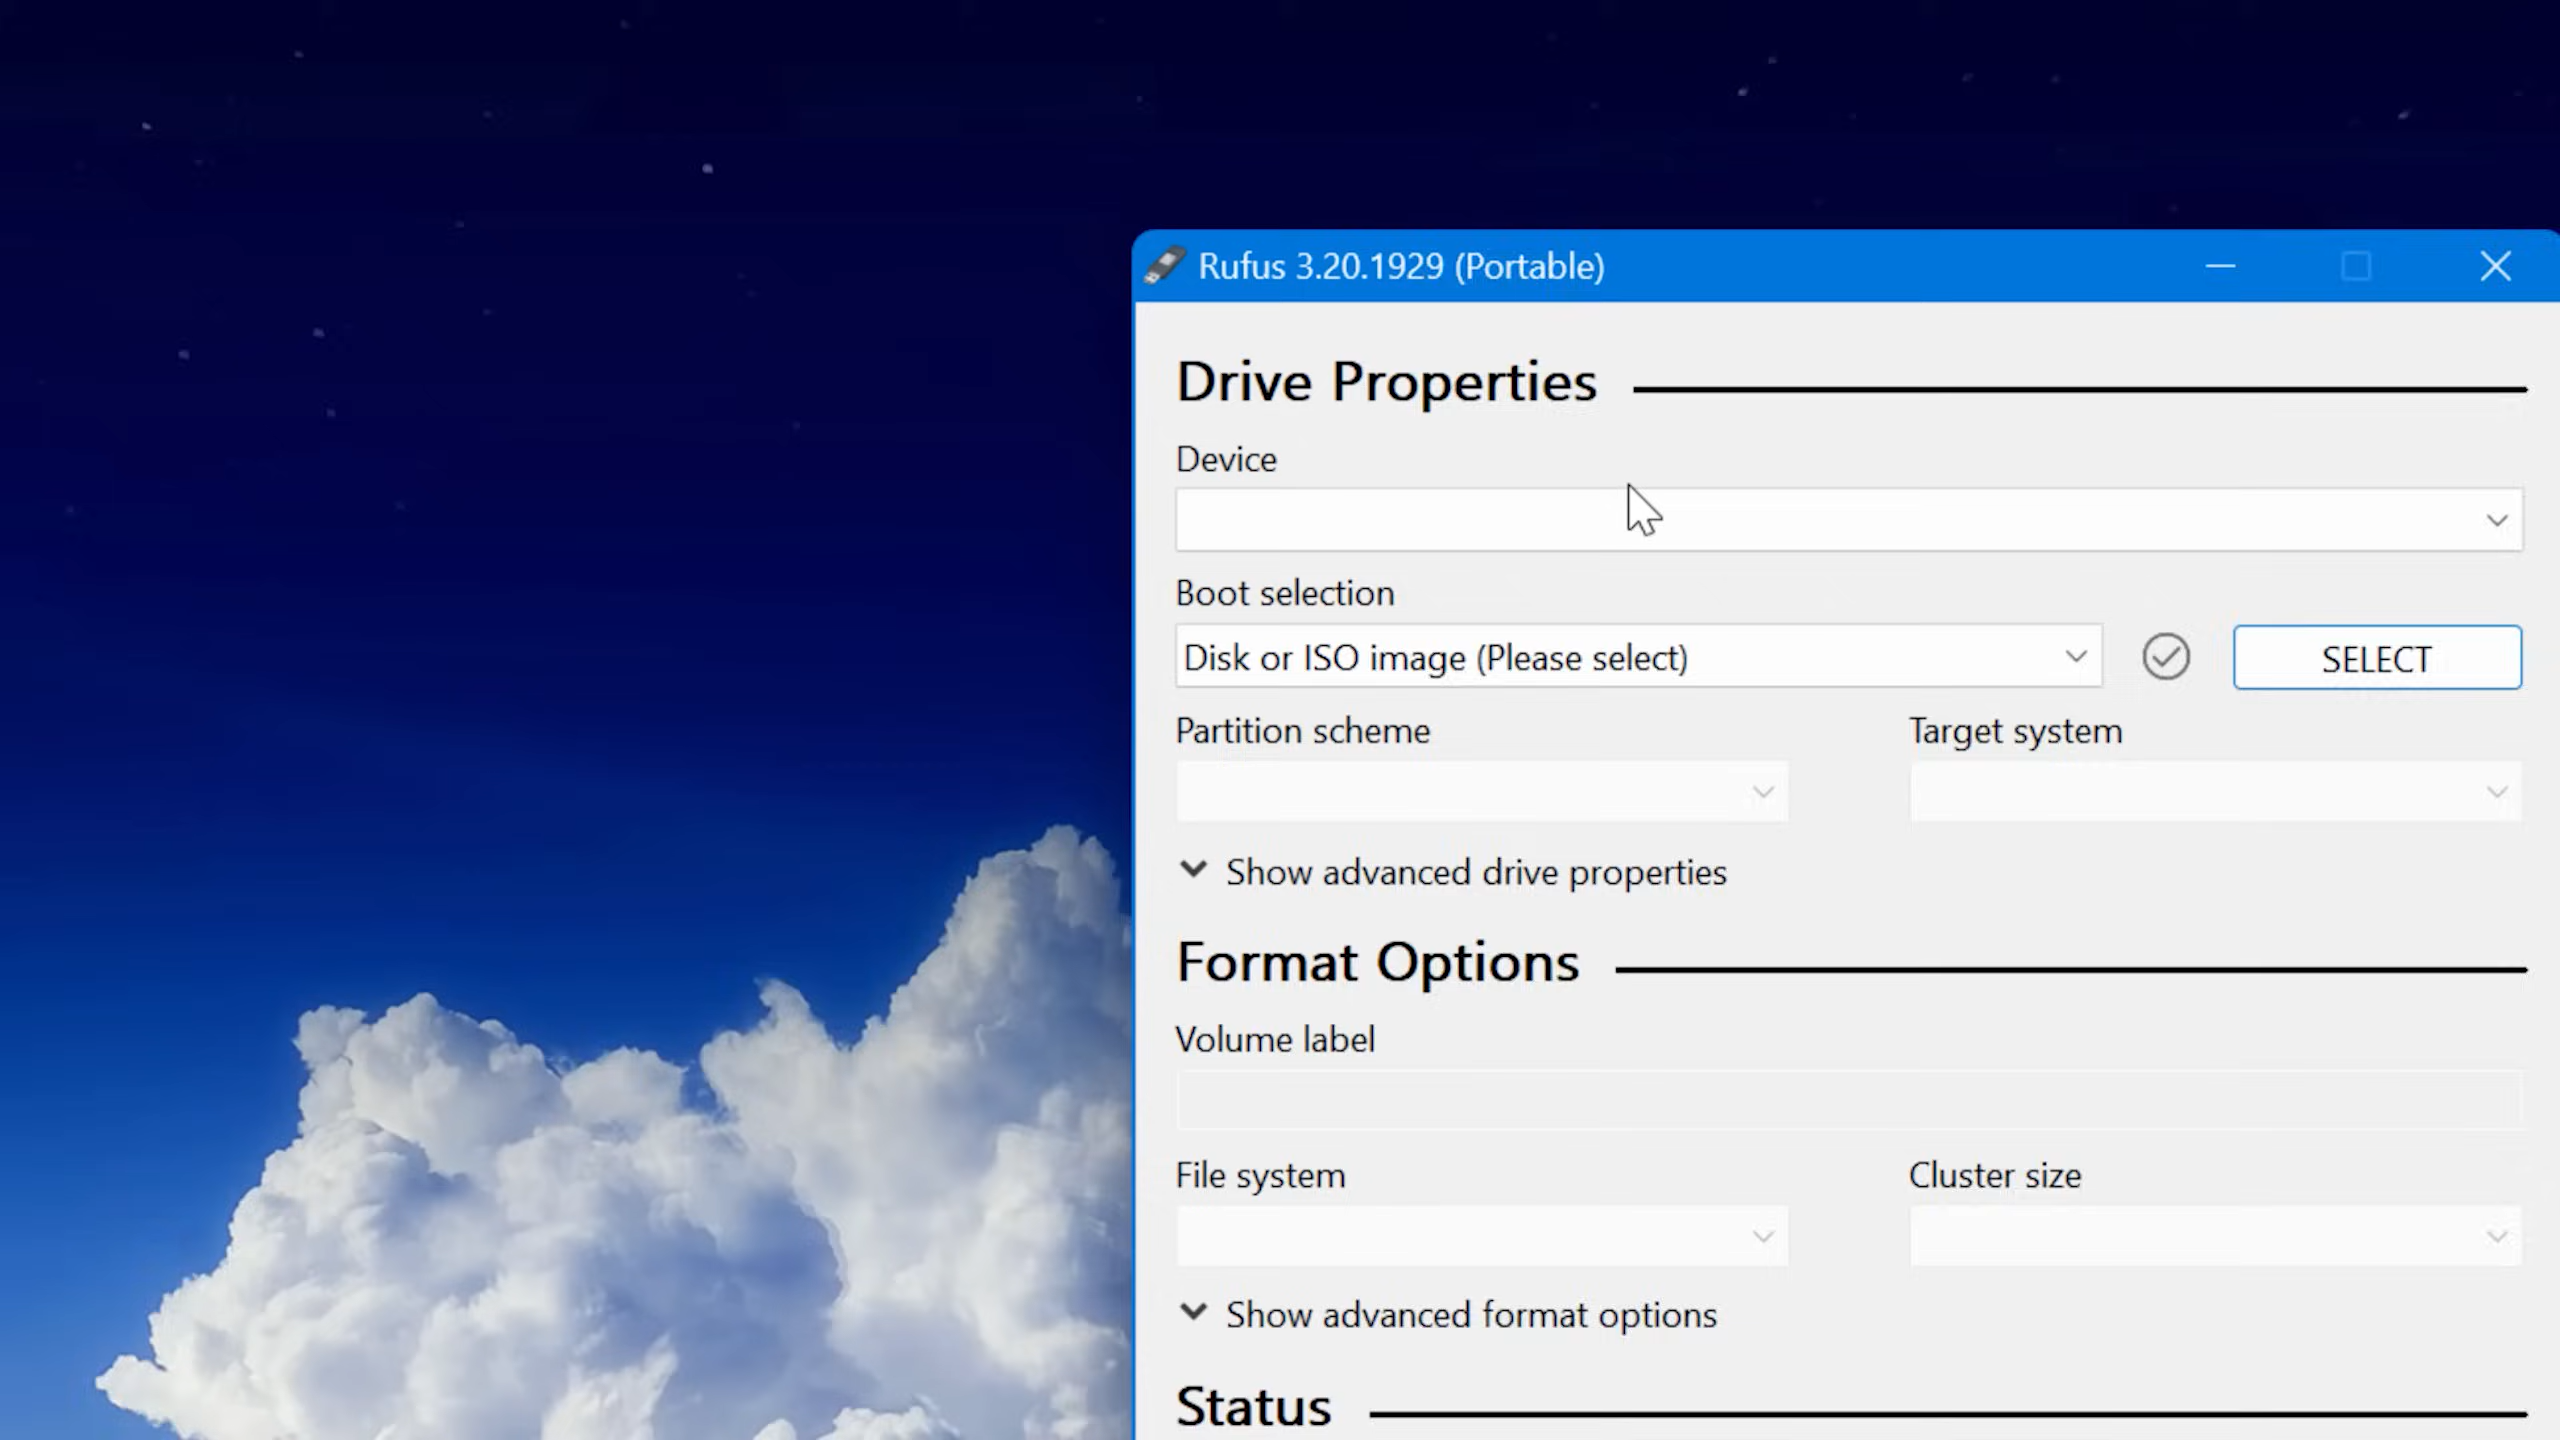 Rufus 3.20.1929 (Portable)
Drive Properties
Device
Boot selection
Disk or ISO image (Please select)
SELECT
Partition scheme
Target system
Show advanced drive properties
Format Options
Volume label
File system
Cluster size
Show advanced format options
Status